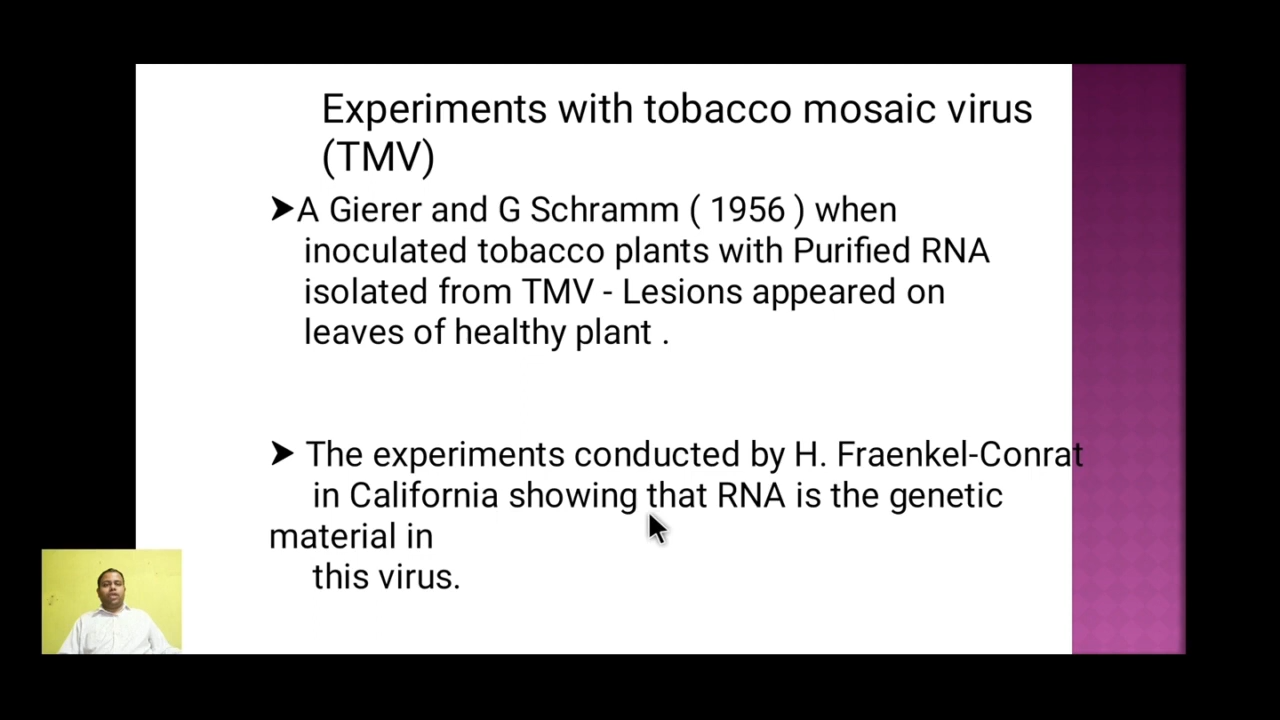 Experiments with tobacco mosaic virus
(TMV)
➤A Gierer and G Schramm ( 1956 ) when
inoculated tobacco plants with Purified RNA
isolated from TMV - Lesions appeared on
leaves of healthy plant .
➤ The experiments conducted by H. Fraenkel-Conrat
in California showing that RNA is the genetic
material in
this virus.